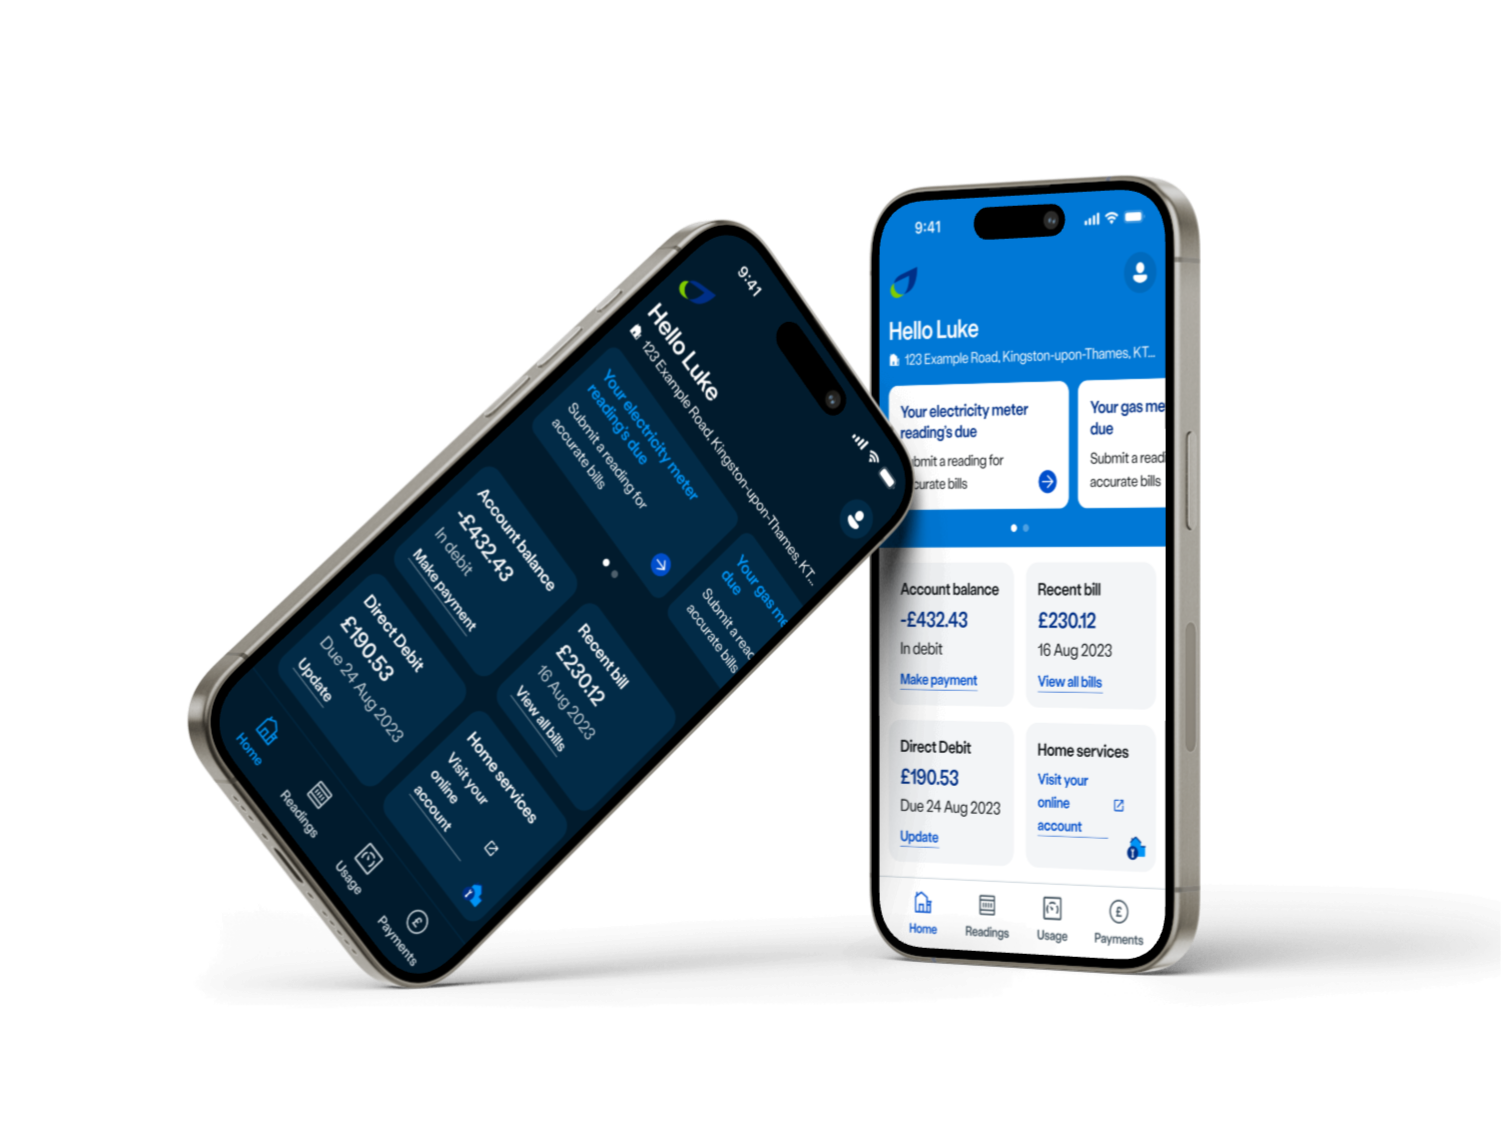 9:41
Hello Luke
123 Example Road, Kingston-upon-Thames, KT...
Your electricity meter
reading's due
Submit a reading for
accurate bills
Your gas me
due
Submit a read
accurate bills
Account balance
-£432.43
In debit
Make payment
Recent bill
£230.12
16 Aug 2023
View all bills
Direct Debit
£190.53
Due 24 Aug 2023
Update
Home services
Visit your
online
account
Home
Readings
Usage
Payments
9:41
Hello Luke
123 Example Road, Kingston-upon-Thames, KT...
Your electricity meter
reading's due
bmit a reading for
curate bills
Your gas me
due
Submit a read
accurate bills
Account balance
-£432.43
In debit
Make payment
Recent bill
£230.12
16 Aug 2023
View all bills
Direct Debit
£190.53
Due 24 Aug 2023
Update
Home services
Visit your
online
account
Home
Readings
Usage
Payments